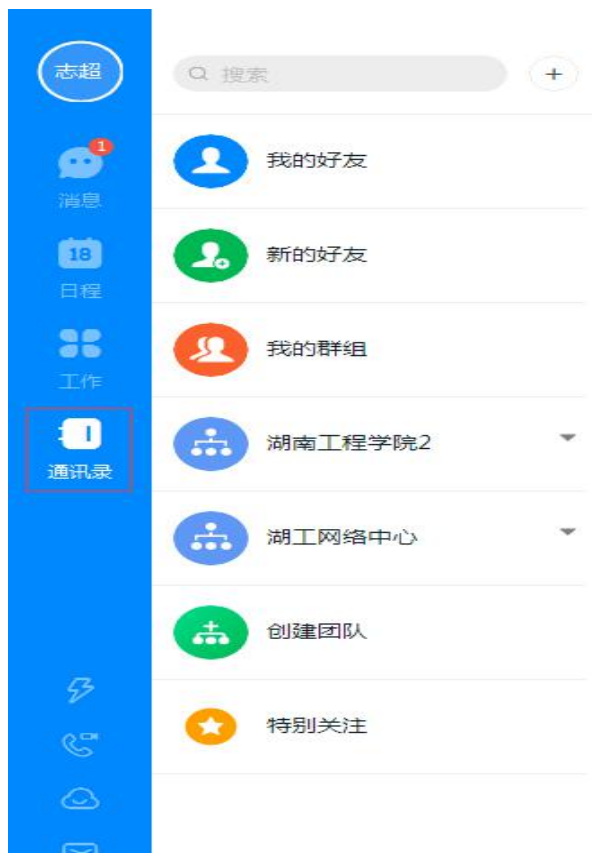 志超
搜索
1
消息
18
日程
工作
通讯录
我的好友
新的好友
我的群组
湖南工程学院2
湖工网络中心
创建团队
特别关注